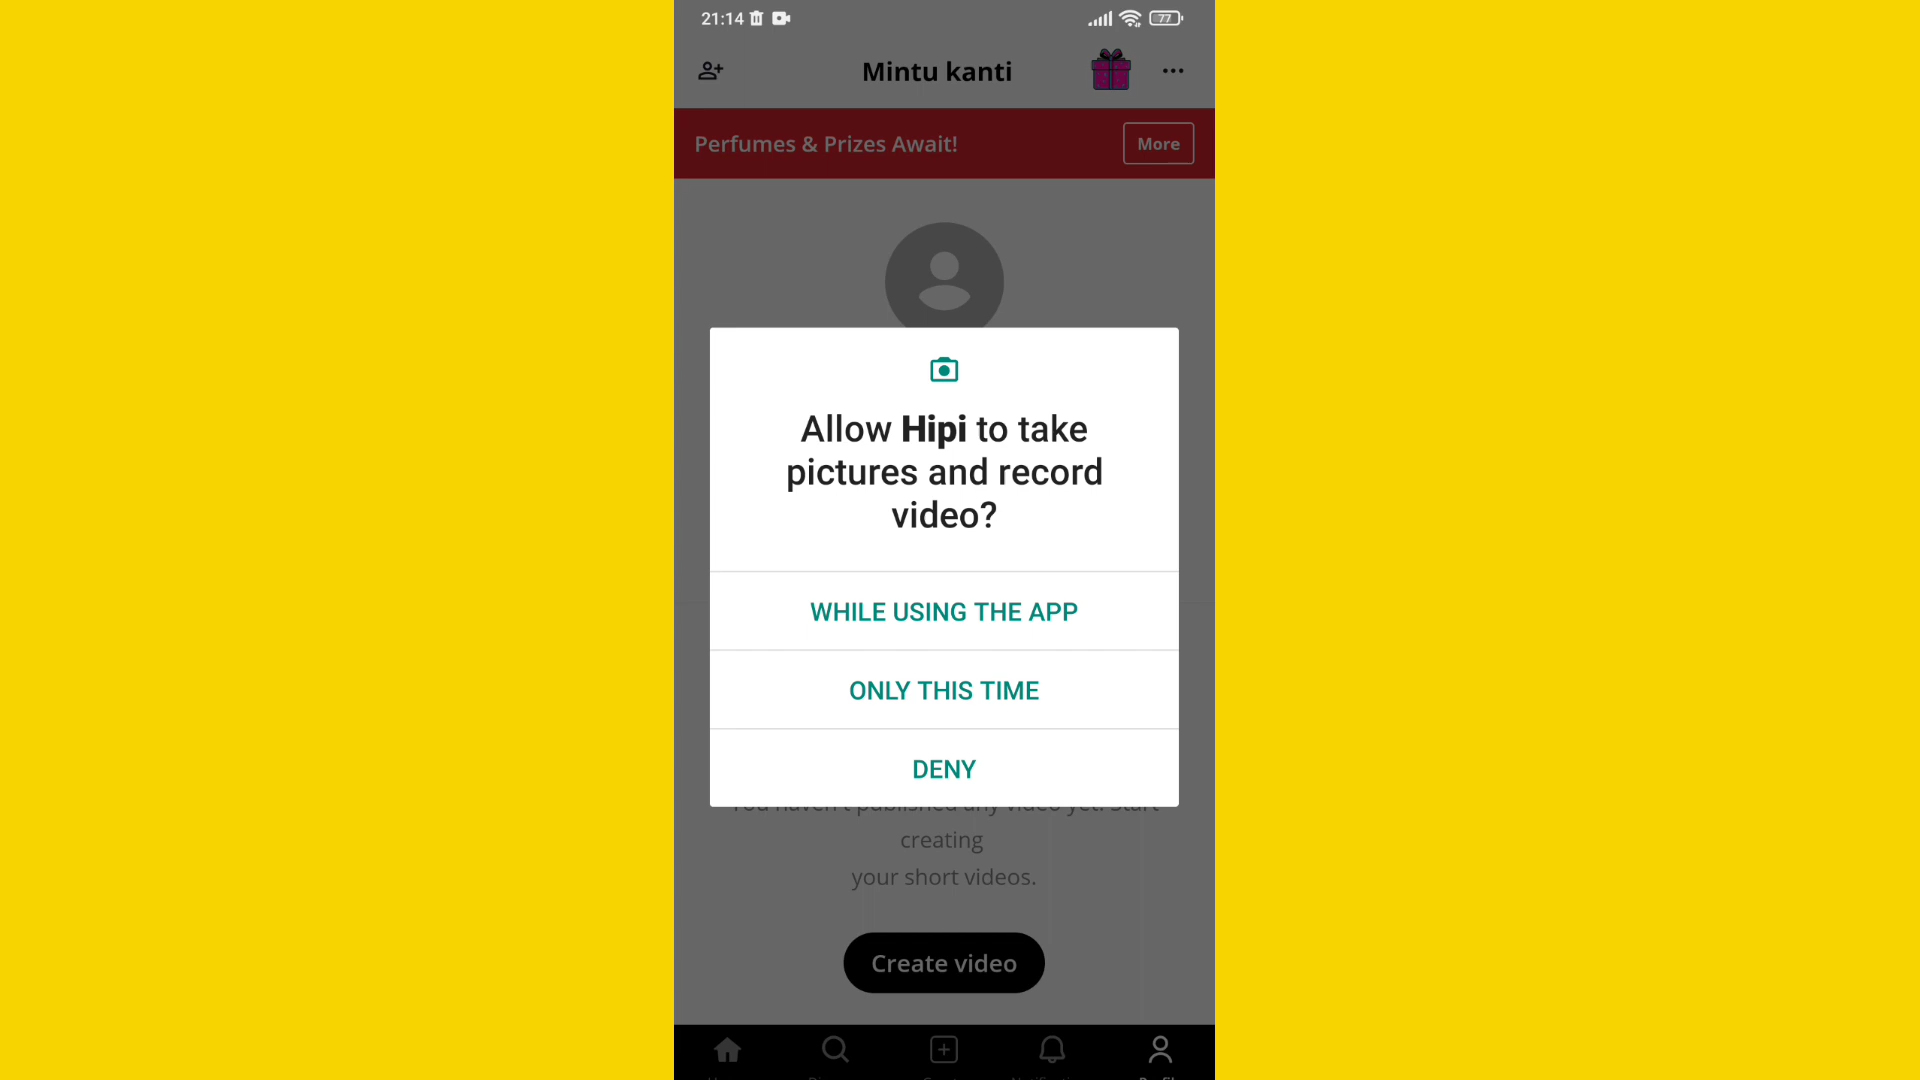 21:14
77
Mintu kanti
Perfumes & Prizes Await!
More
Allow Hipi to take
pictures and record
video?
WHILE USING THE APP
ONLY THIS TIME
DENY
You haven't published any video yet. Start
creating
your short videos.
Create video